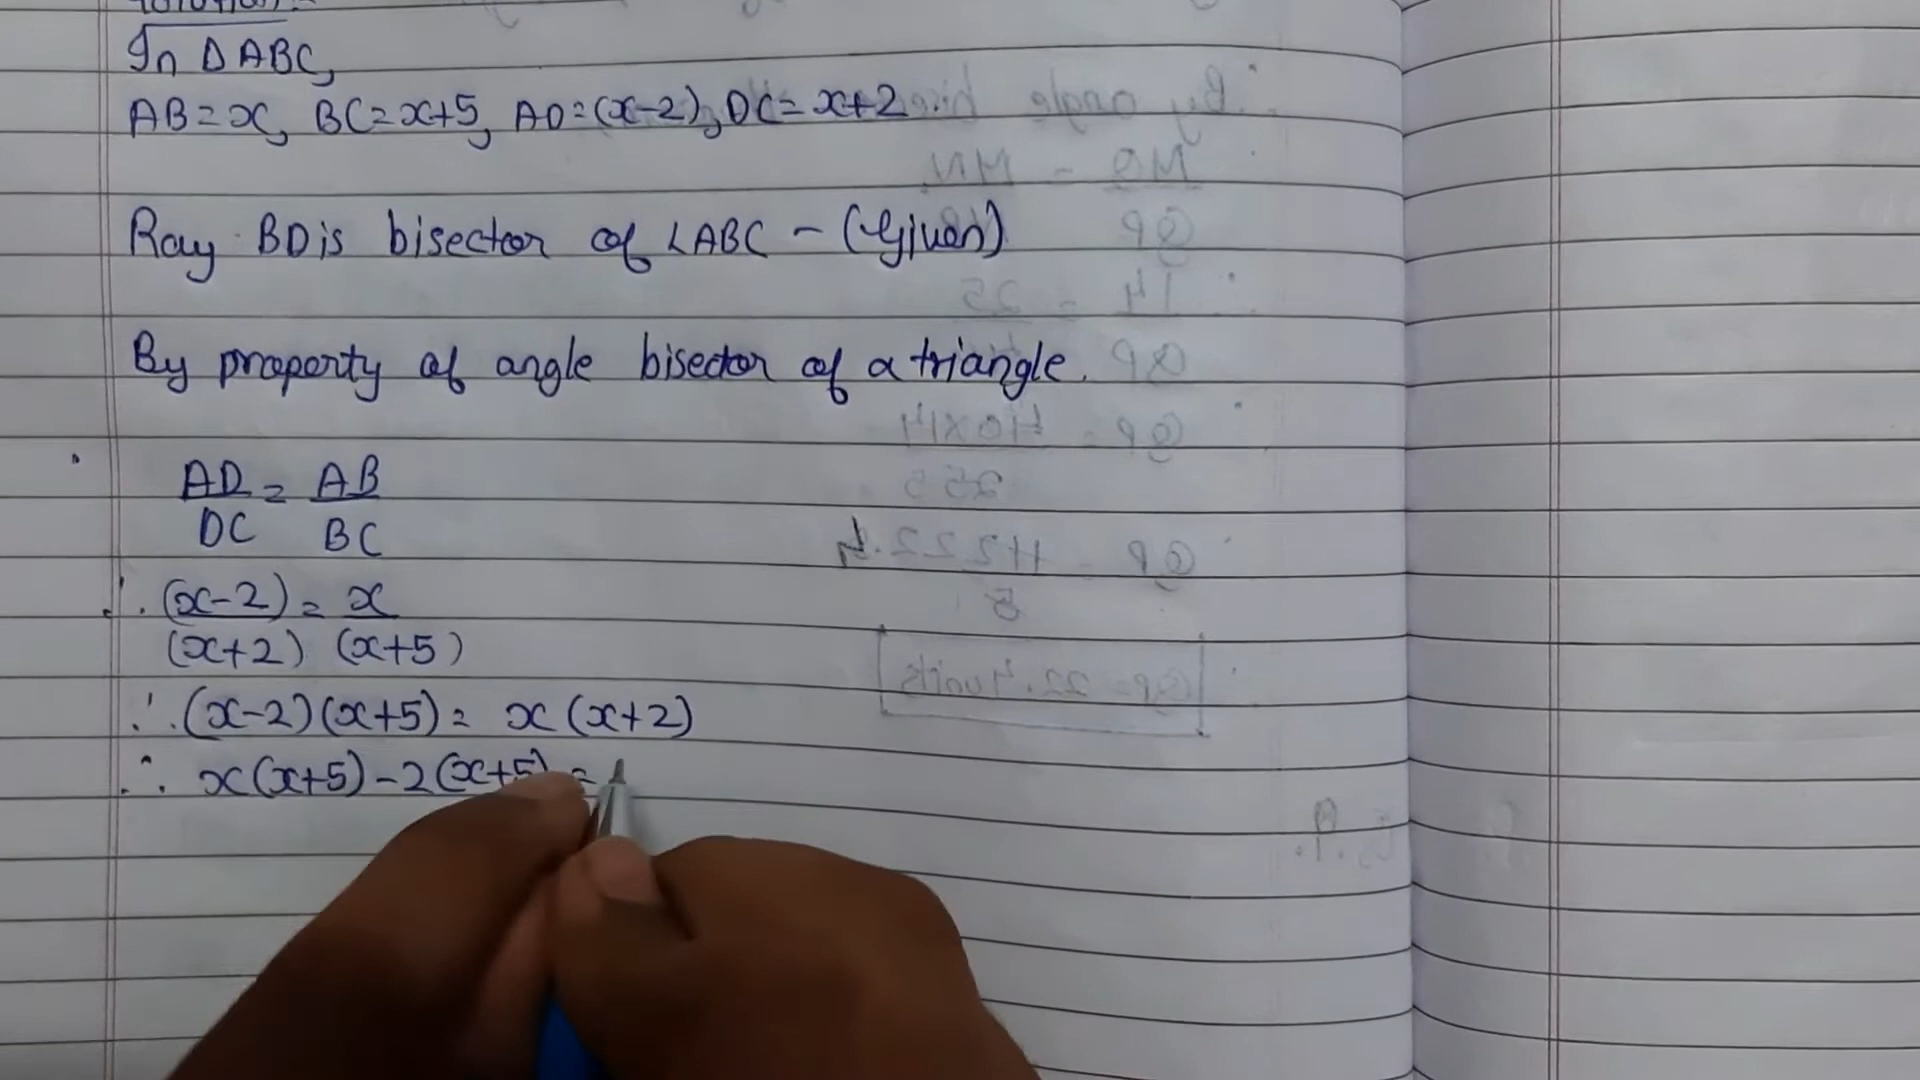 In ΔABC,
AB=x, BC=x+5, AD=(x-2), DC=x+2
Ray BD is bisector of ∠ABC - (Given)
By property of angle bisector of a triangle.
AD/DC = AB/BC
∴ (x-2)/(x+2) = x/(x+5)
∴ (x-2)(x+5) = x(x+2)
∴ x(x+5)-2(x+5) =